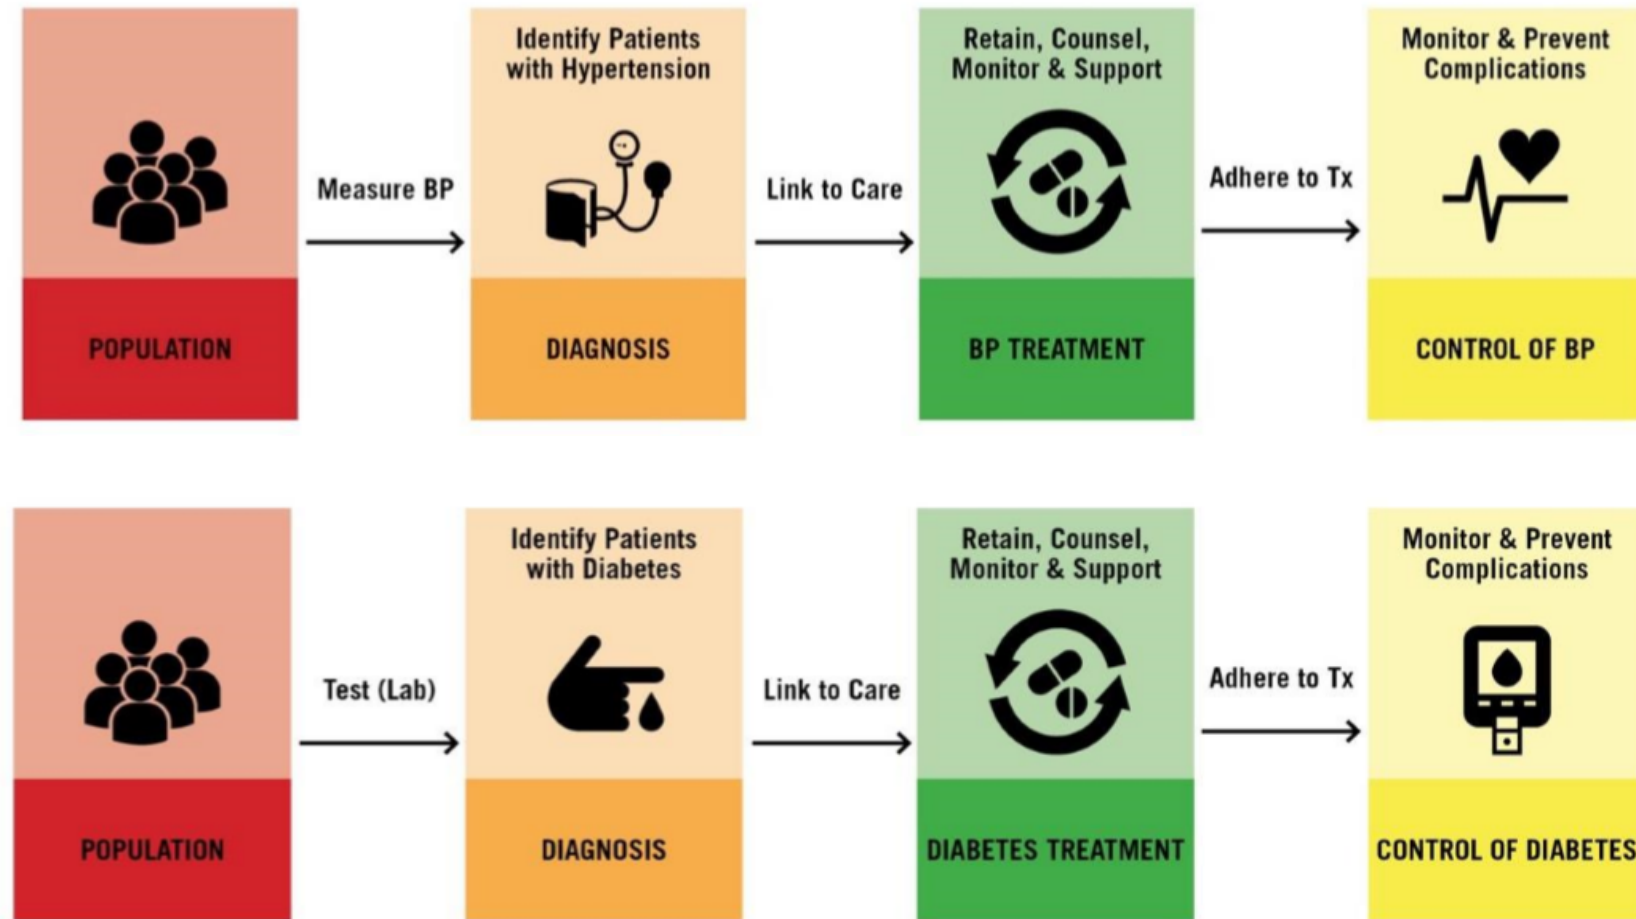 Identify Patients
with Hypertension
Retain, Counsel,
Monitor & Support
Monitor & Prevent
Complications
Measure BP
Link to Care
Adhere to Tx
POPULATION
DIAGNOSIS
BP TREATMENT
CONTROL OF BP
Identify Patients
with Diabetes
Retain, Counsel,
Monitor & Support
Monitor & Prevent
Complications
Test (Lab)
Link to Care
Adhere to Tx
POPULATION
DIAGNOSIS
DIABETES TREATMENT
CONTROL OF DIABETES